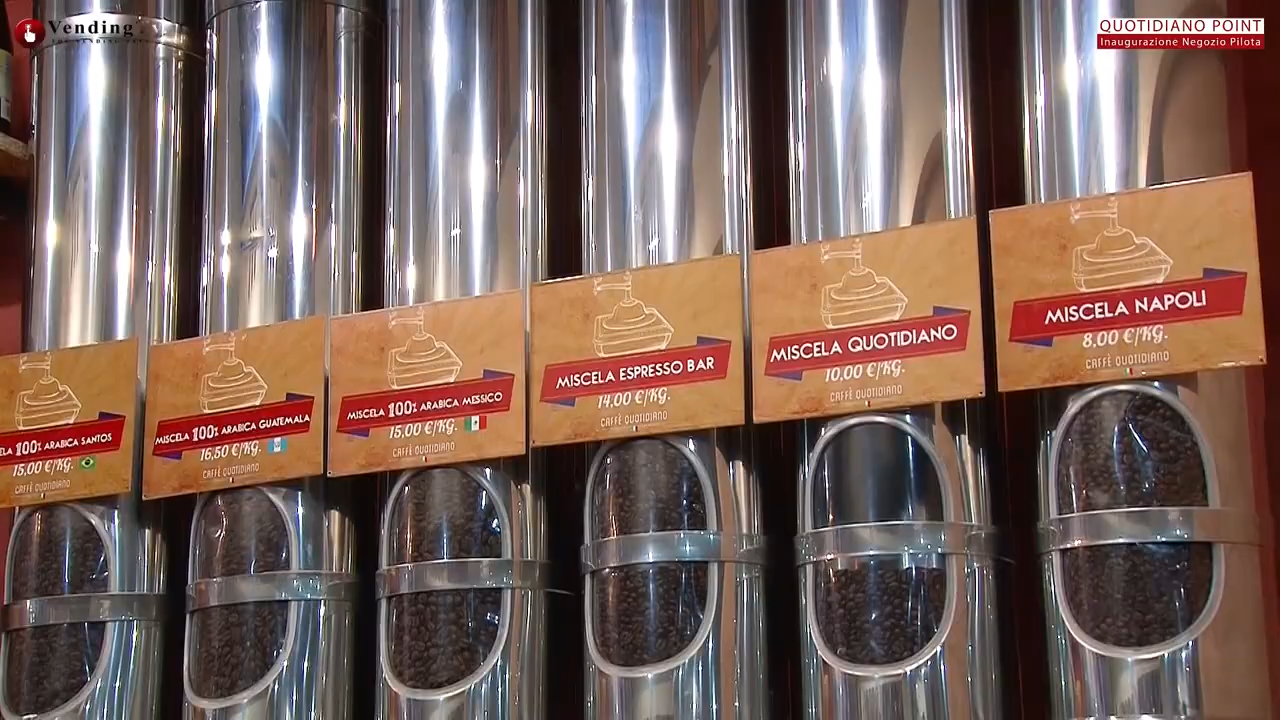 Vending
QUOTIDIANO POINT
Inaugurazione Negozio Pilota
MISCELA NAPOLI
8,00 €/KG.
CAFFÈ QUOTIDIANO
MISCELA QUOTIDIANO
10,00 €/KG.
CAFFÈ QUOTIDIANO
MISCELA ESPRESSO BAR
14,00 €/KG.
CAFFÈ QUOTIDIANO
MISCELA 100% ARABICA MESSICO
15,00 €/KG.
CAFFÈ QUOTIDIANO
MISCELA 100% ARABICA GUATEMALA
16,50 €/KG.
CAFFÈ QUOTIDIANO
ELA 100% ARABICA SANTOS
15,00 €/KG.
CAFFÈ QUOTIDIANO